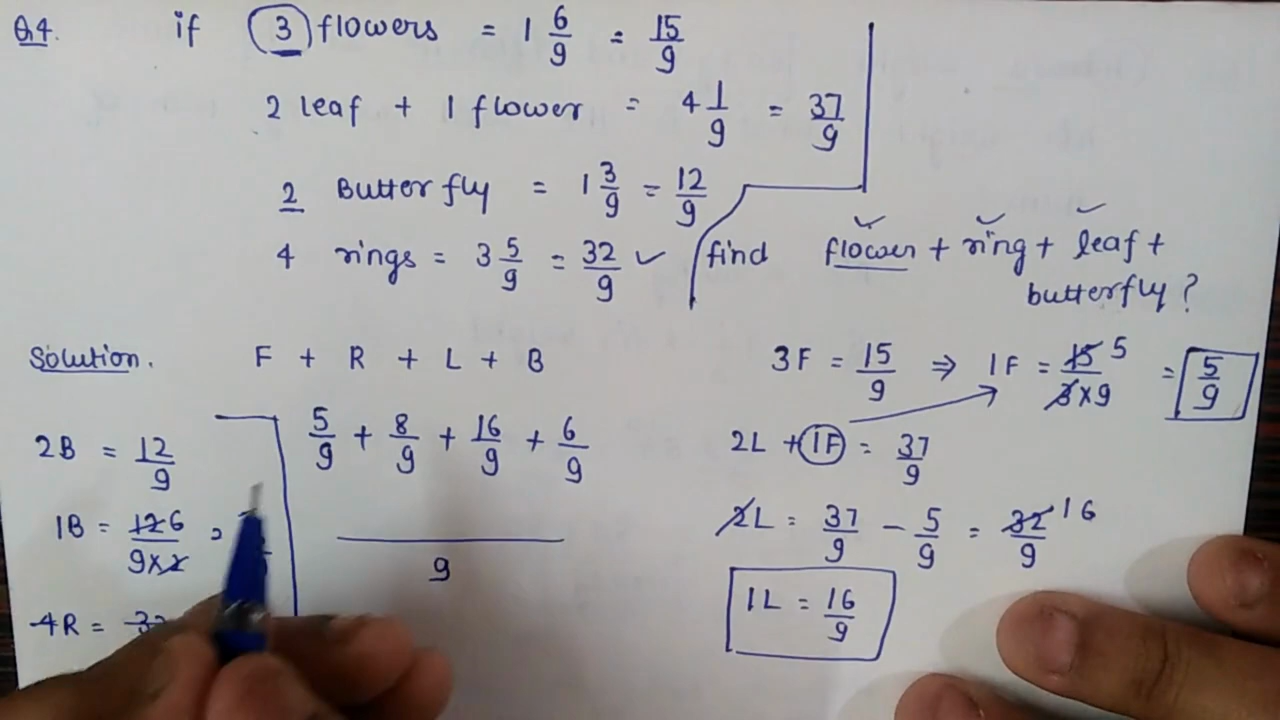 Q4. if 3 flowers = 1 6/9 = 15/9
2 leaf + 1 flower = 4 1/9 = 37/9
2 Butterfly = 1 3/9 = 12/9
4 rings = 3 5/9 = 32/9 ✓ find flower + ring + leaf +
butterfly?
Solution. F + R + L + B
5/9 + 8/9 + 16/9 + 6/9
9
2B = 12/9
1B = 12 6/9×2 =
4R = 32
3F = 15/9 ⇒ 1F = 15 5/3×9 = 5/9
2L + 1F = 37/9
2L = 37/9 - 5/9 = 32 16/9
1L = 16/9